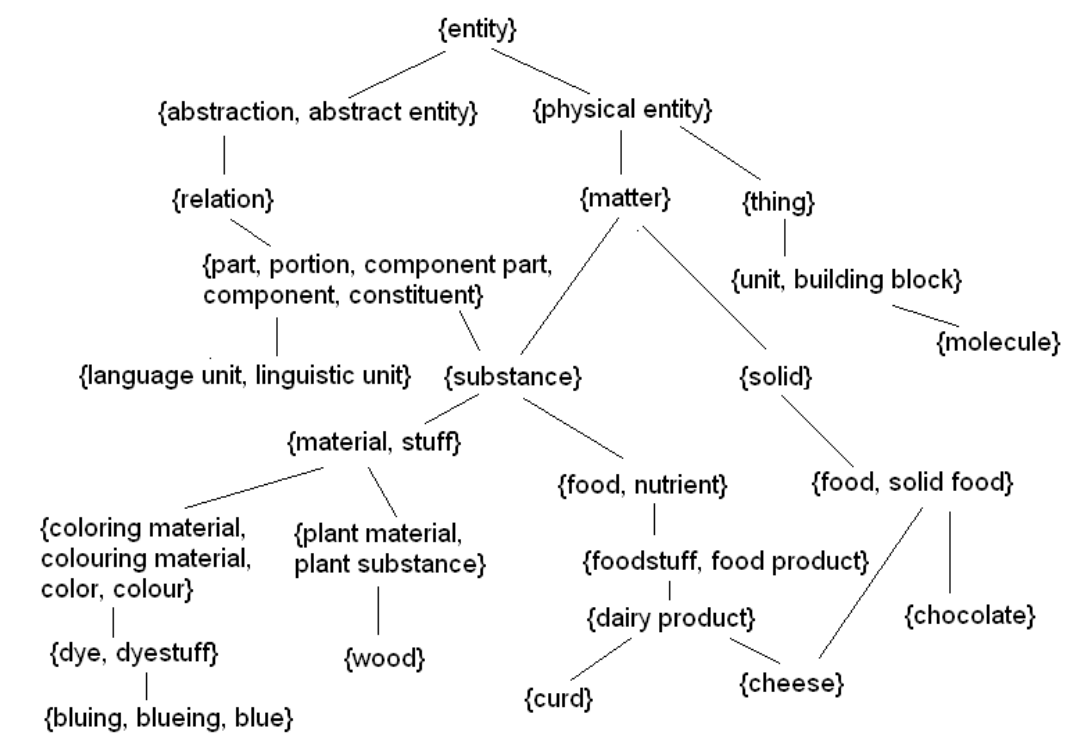 {entity}
{abstraction, abstract entity}
{physical entity}
{relation}
{matter}
{thing}
{part, portion, component part,
component, constituent}
{unit, building block}
{molecule}
{language unit, linguistic unit}
{substance}
{solid}
{material, stuff}
{food, nutrient}
{food, solid food}
{coloring material,
colouring material,
color, colour}
{plant material,
plant substance}
{foodstuff, food product}
{dairy product}
{chocolate}
{dye, dyestuff}
{wood}
{curd}
{cheese}
{bluing, blueing, blue}